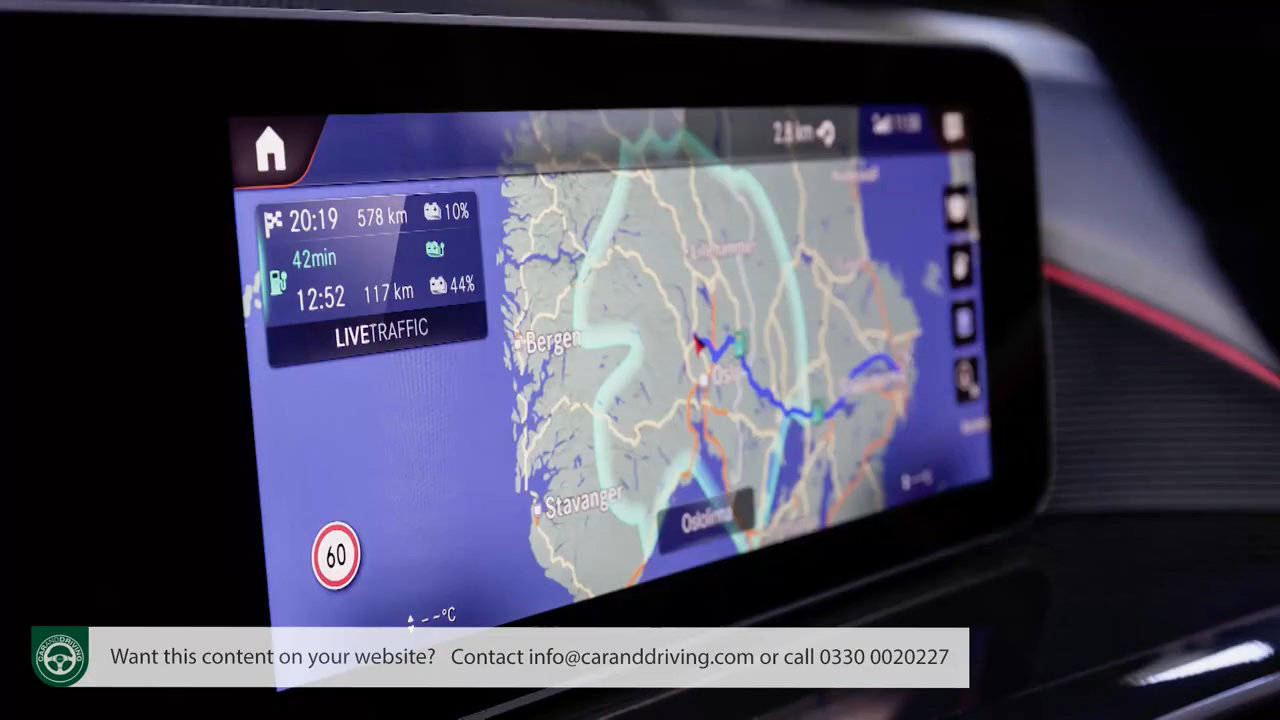 2.8 km
20:19 578 km 10%
42min
12:52 117 km 44%
LIVETRAFFIC
Bergen
Oslo
Stavanger
60
--°C
CARANDDRIVING
Want this content on your website? Contact info@caranddriving.com or call 0330 0020227